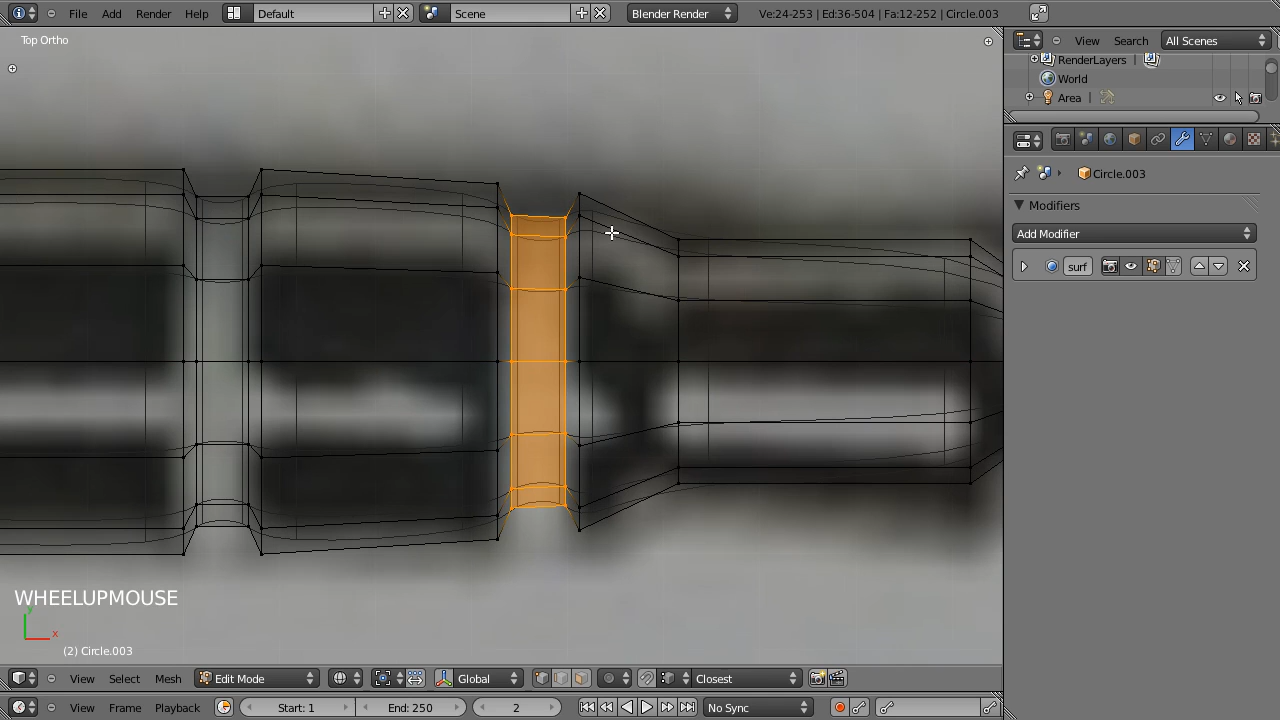 File Add Render Help Default Scene Blender Render Ve:24-253 | Ed:36-504 | Fa:12-252 | Circle.003
Top Ortho
View Search All Scenes
RenderLayers |
World
Area |
Circle.003
Modifiers
Add Modifier
surf
WHEELUPMOUSE
y
x
(2) Circle.003
View Select Mesh Edit Mode Global Closest
View Frame Playback Start: 1 End: 250 2 No Sync